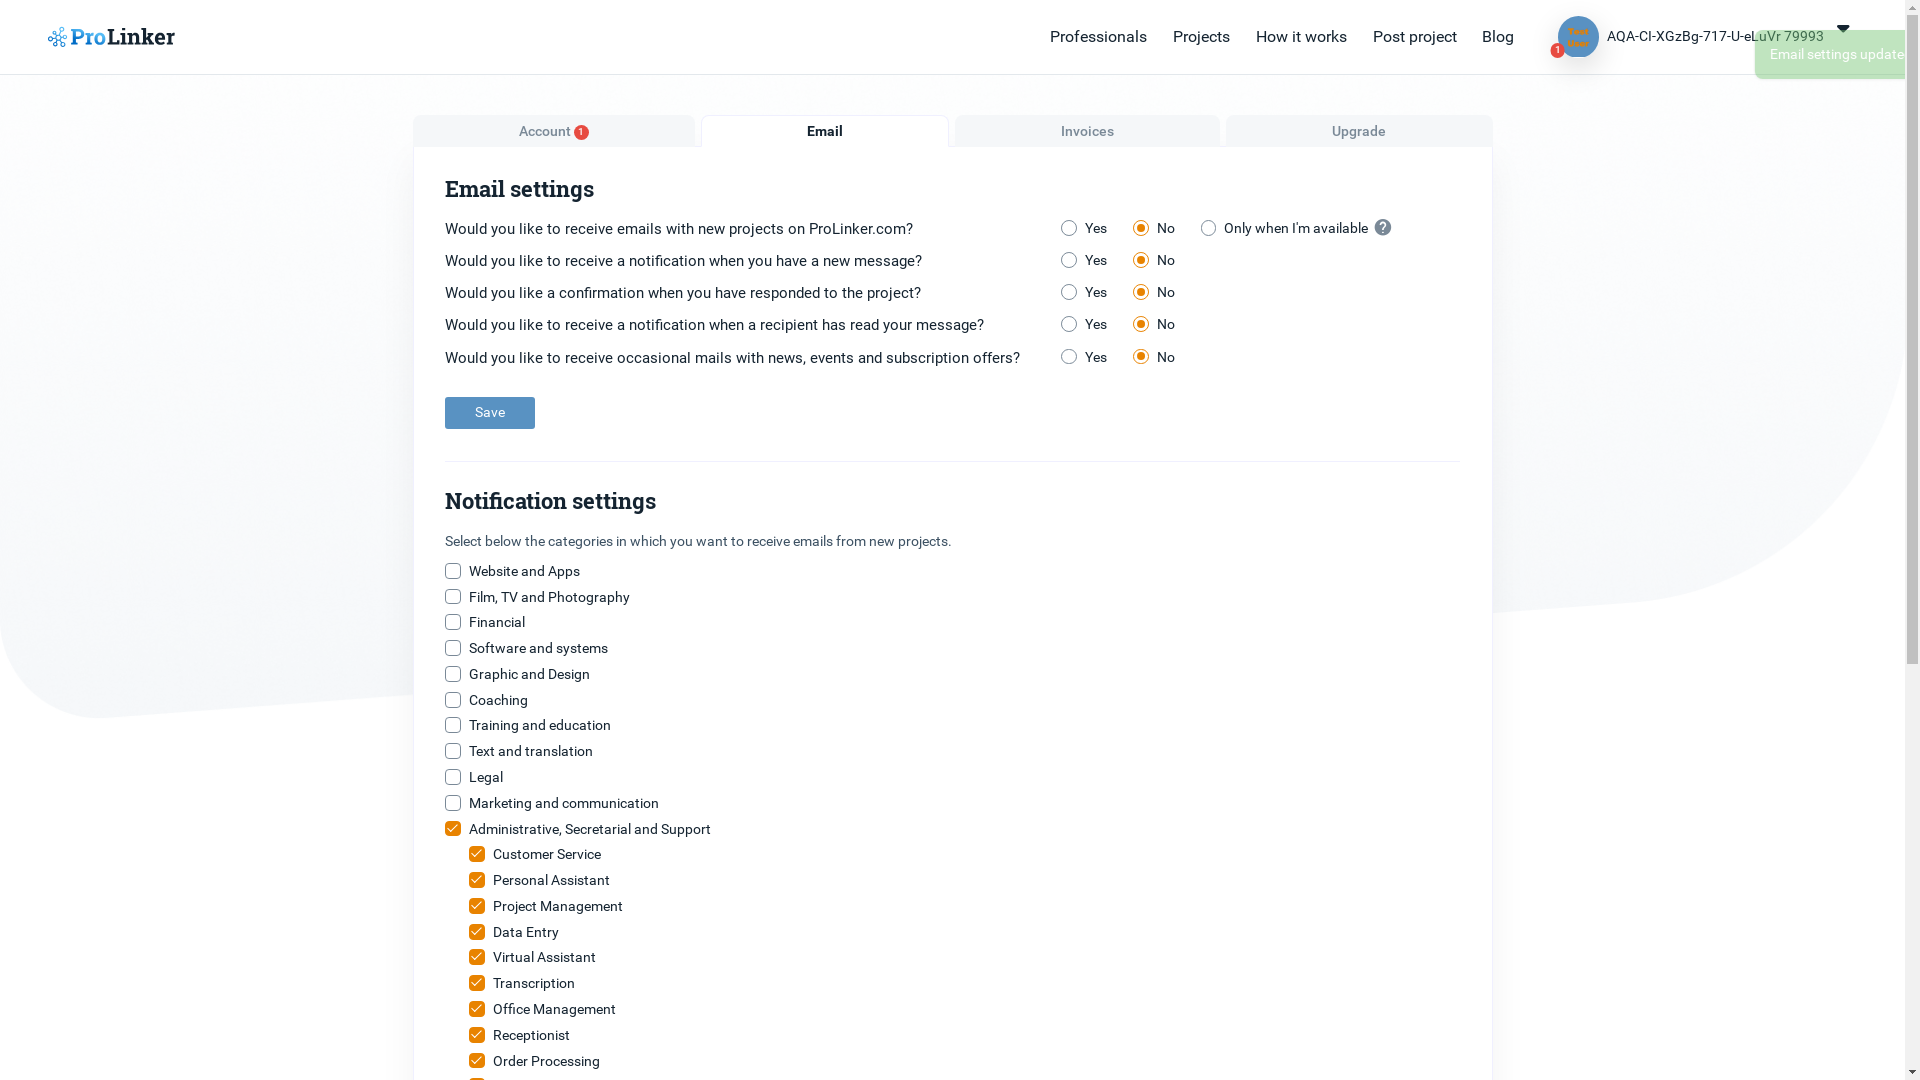 ProLinker
Professionals
Projects
How it works
Post project
Blog
Test
User
1
AQA-CI-XGzBg-717-U-eLuVr 79993
Email settings update
Account 1
Email
Invoices
Upgrade
Email settings
Would you like to receive emails with new projects on ProLinker.com? Yes No Only when I'm available ?
Would you like to receive a notification when you have a new message? Yes No
Would you like a confirmation when you have responded to the project? Yes No
Would you like to receive a notification when a recipient has read your message? Yes No
Would you like to receive occasional mails with news, events and subscription offers? Yes No
Save
Notification settings
Select below the categories in which you want to receive emails from new projects.
Website and Apps
Film, TV and Photography
Financial
Software and systems
Graphic and Design
Coaching
Training and education
Text and translation
Legal
Marketing and communication
Administrative, Secretarial and Support
Customer Service
Personal Assistant
Project Management
Data Entry
Virtual Assistant
Transcription
Office Management
Receptionist
Order Processing